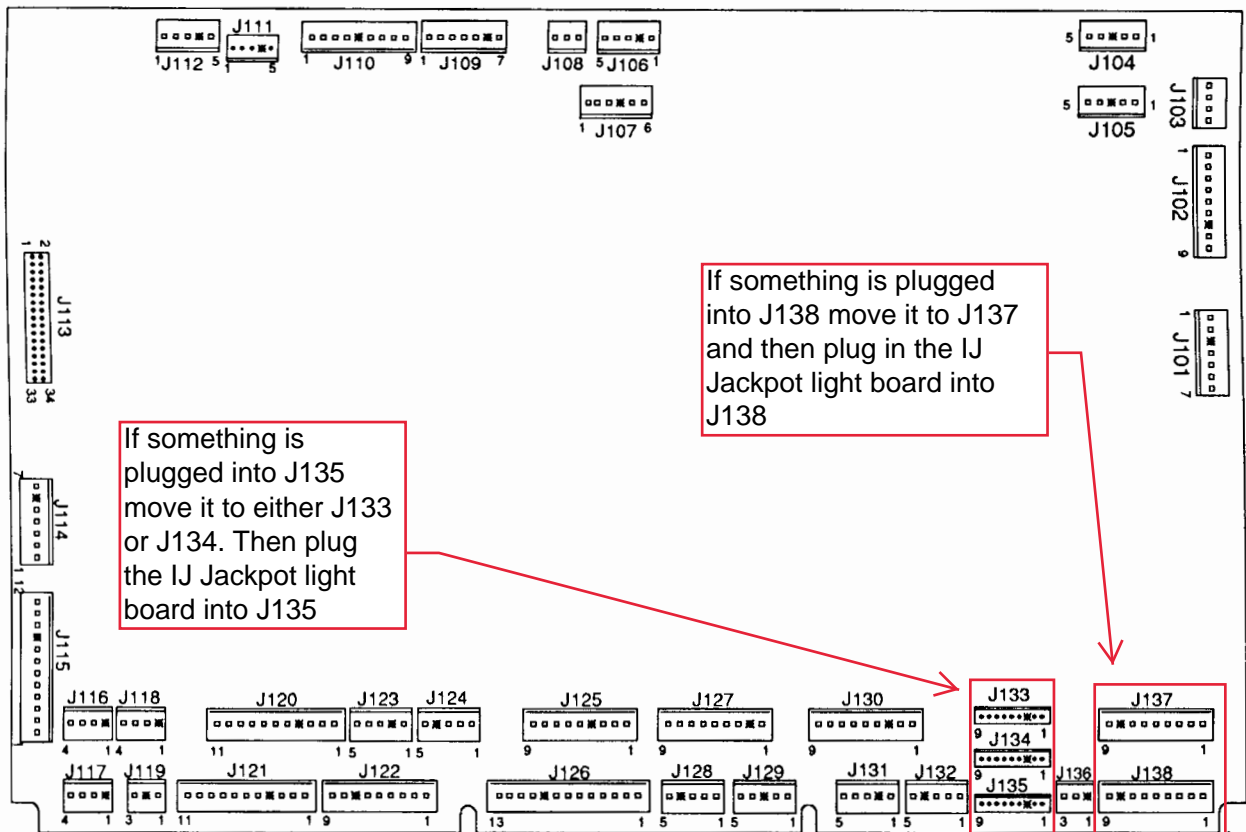 J112
1 5
J111
1 5
1 J110 9
1 J109 7
J108
5 J106 1
1 J107 6
5 1
J104
5 1
J105
J103
1
J102
9
1
J101
7
1 2
J113
33 34
7
J114
1
12
J115
If something is plugged
into J138 move it to J137
and then plug in the IJ
Jackpot light board into
J138
If something is
plugged into J135
move it to either J133
or J134. Then plug
the IJ Jackpot light
board into J135
J116 J118 J120 J123 J124 J125 J127 J130 J133 J137
4 1 4 1 11 1 5 1 5 1 9 1 9 1 9 1 9 1 9 1
J134
9 1
J117 J119 J121 J122 J126 J128 J129 J131 J132 J135 J136 J138
4 1 3 1 11 1 9 1 13 1 5 1 5 1 5 1 5 1 9 1 3 1 9 1